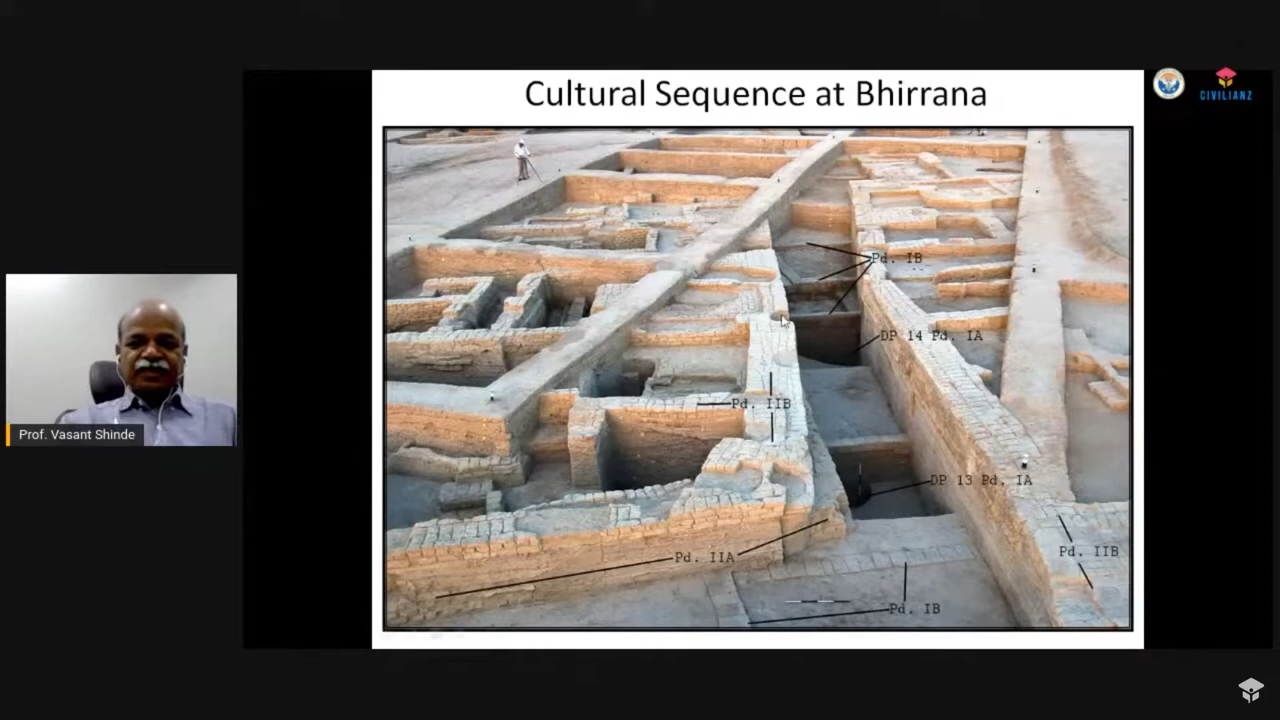 Cultural Sequence at Bhirrana
CIVILIANZ
Pd. IB
DP 14 Pd. IA
Pd. IIB
DP 13 Pd. IA
Pd. IIA
Pd. IIB
Pd. IB
Prof. Vasant Shinde